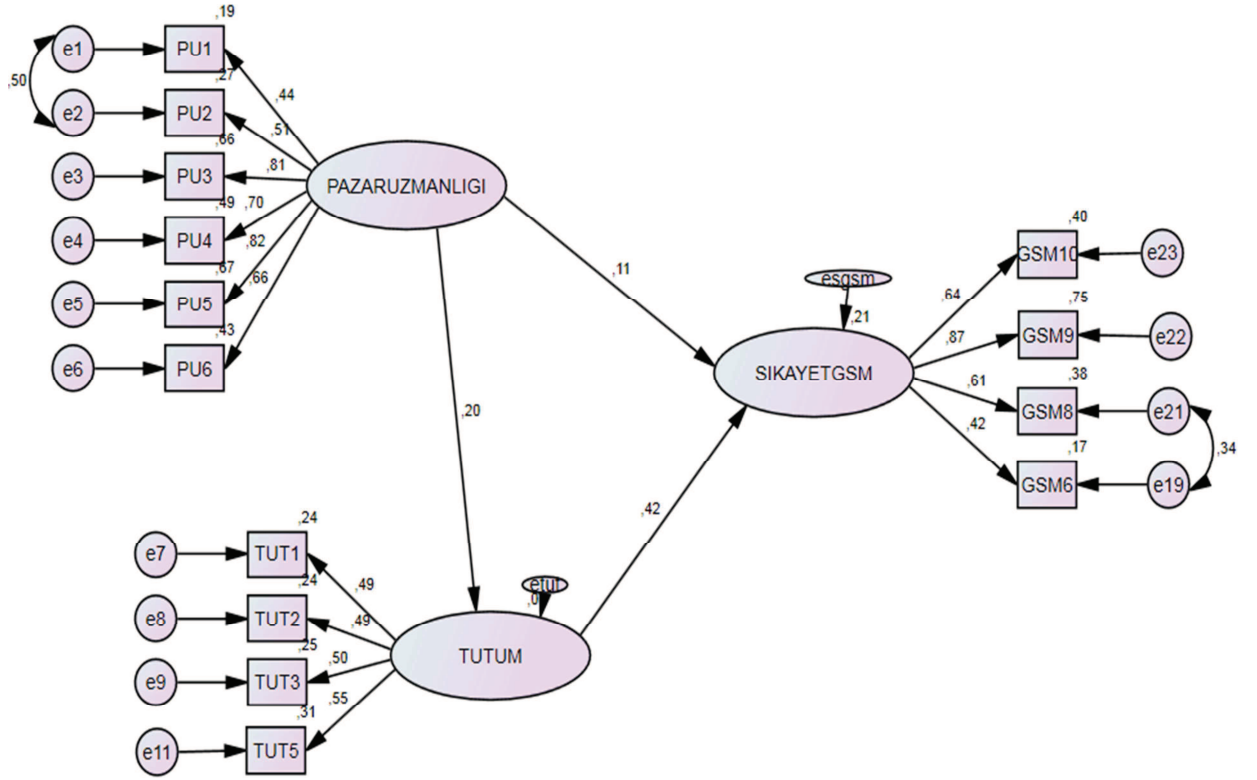 ,19
e1
PU1
,50
,27
,44
e2
PU2
,51
,66
e3
PU3
,81
PAZARUZMANLIGI
,49
,70
e4
PU4
,82
,67
,66
e5
PU5
,43
e6
PU6
,11
,20
esgsm
,21
SIKAYETGSM
,40
GSM10
e23
,64
,75
GSM9
e22
,87
,38
,61
GSM8
e21
,42
,17
,34
GSM6
e19
,42
,24
e7
TUT1
,49
,24
etut
e8
TUT2
,49
,25
TUTUM
e9
TUT3
,50
,55
,31
e11
TUT5